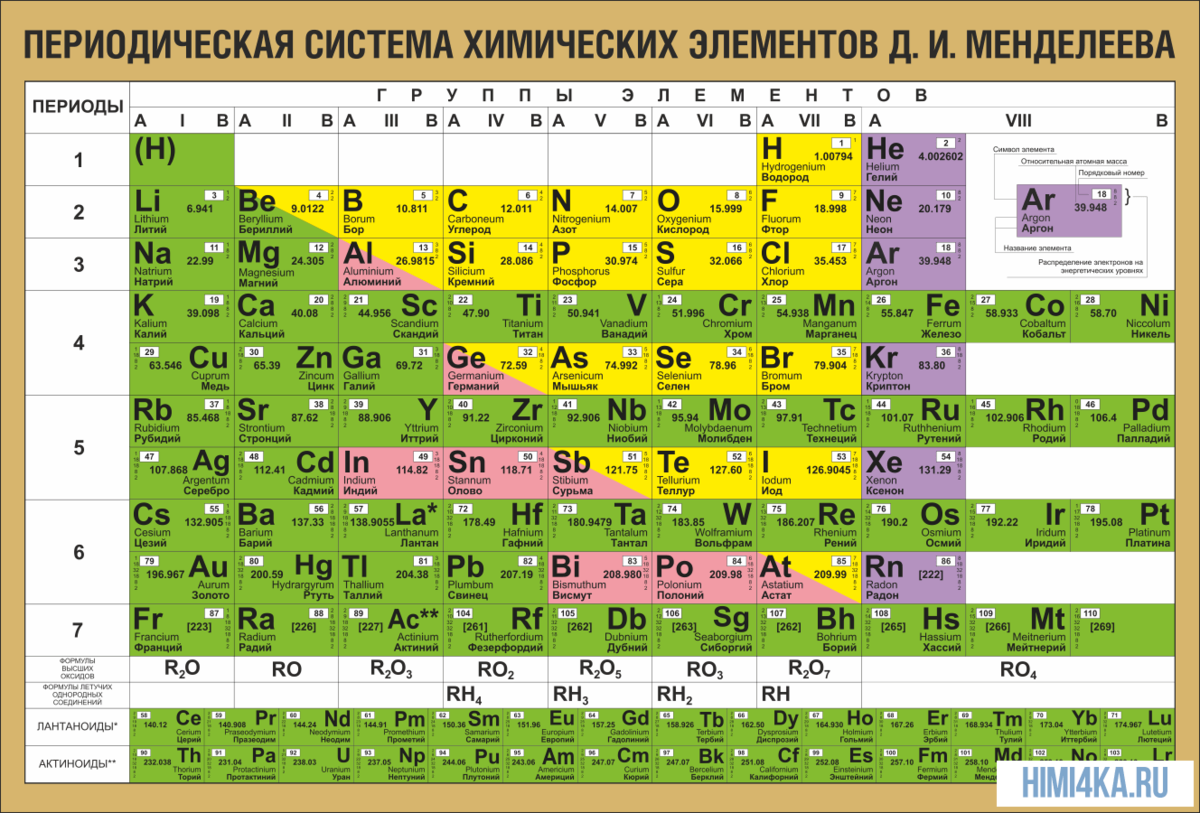 ПЕРИОДИЧЕСКАЯ СИСТЕМА ХИМИЧЕСКИХ ЭЛЕМЕНТОВ Д. И. МЕНДЕЛЕЕВА
ПЕРИОДЫ
ГРУППЫ ЭЛЕМЕНТОВ
A I B A II B A III B A IV B A V B A VI B A VII B A VIII B
1
(H)
H 1 1.00794 Hydrogenium Водород
He 2 4.002602 Helium Гелий
Символ элемента
Относительная атомная масса
Порядковый номер
Ar 18 39.948 Argon Аргон
Название элемента
Распределение электронов на
энергетических уровнях
2
Li 3 6.941 Lithium Литий
Be 4 9.0122 Beryllium Бериллий
B 5 10.811 Borum Бор
C 6 12.011 Carboneum Углерод
N 7 14.007 Nitrogenium Азот
O 8 15.999 Oxygenium Кислород
F 9 18.998 Fluorum Фтор
Ne 10 20.179 Neon Неон
3
Na 11 22.99 Natrium Натрий
Mg 12 24.305 Magnesium Магний
Al 13 26.9815 Aluminium Алюминий
Si 14 28.086 Silicium Кремний
P 15 30.974 Phosphorus Фосфор
S 16 32.066 Sulfur Сера
Cl 17 35.453 Chlorium Хлор
Ar 18 39.948 Argon Аргон
4
K 19 39.098 Kalium Калий
Ca 20 40.08 Calcium Кальций
21 44.956 Sc Scandium Скандий
22 47.90 Ti Titanium Титан
23 50.941 V Vanadium Ванадий
24 51.996 Cr Chromium Хром
25 54.938 Mn Manganum Марганец
26 55.847 Fe Ferrum Железо
27 58.933 Co Cobaltum Кобальт
28 58.70 Ni Niccolum Никель
29 63.546 Cu Cuprum Медь
30 65.39 Zn Zincum Цинк
Ga 31 69.72 Gallium Галий
Ge 32 72.59 Germanium Германий
As 33 74.992 Arsenicum Мышьяк
Se 34 78.96 Selenium Селен
Br 35 79.904 Bromum Бром
Kr 36 83.80 Krypton Криптон
5
Rb 37 85.468 Rubidium Рубидий
Sr 38 87.62 Strontium Стронций
39 88.906 Y Yttrium Иттрий
40 91.22 Zr Zirconium Цирконий
41 92.906 Nb Niobium Ниобий
42 95.94 Mo Molybdaenum Молибден
43 97.91 Tc Technetium Технеций
44 101.07 Ru Ruthhenium Рутений
45 102.906 Rh Rhodium Родий
46 106.4 Pd Palladium Палладий
47 107.868 Ag Argentum Серебро
48 112.41 Cd Cadmium Кадмий
In 49 114.82 Indium Индий
Sn 50 118.71 Stannum Олово
Sb 51 121.75 Stibium Сурьма
Te 52 127.60 Tellurium Теллур
I 53 126.9045 Iodum Иод
Xe 54 131.29 Xenon Ксенон
6
Cs 55 132.905 Cesium Цезий
Ba 56 137.33 Barium Барий
57 138.9055 La* Lanthanum Лантан
72 178.49 Hf Hafnium Гафний
73 180.9479 Ta Tantalum Тантал
74 183.85 W Wolframium Вольфрам
75 186.207 Re Rhenium Рений
76 190.2 Os Osmium Осмий
77 192.22 Ir Iridium Иридий
78 195.08 Pt Platinum Платина
79 196.967 Au Aurum Золото
80 200.59 Hg Hydrargyrum Ртуть
Tl 81 204.38 Thallium Таллий
Pb 82 207.19 Plumbum Свинец
Bi 83 208.980 Bismuthum Висмут
Po 84 209.98 Polonium Полоний
At 85 209.99 Astatium Астат
Rn 86 [222] Radon Радон
7
Fr 87 [223] Francium Франций
Ra 88 [226] Radium Радий
89 [227] Ac** Actinium Актиний
104 [261] Rf Rutherfordium Фезерфордий
105 [262] Db Dubnium Дубний
106 [263] Sg Seaborgium Сиборгий
107 [262] Bh Bohrium Борий
108 [265] Hs Hassium Хассий
109 [266] Mt Meitnerium Мейтнерий
110 [269]
ФОРМУЛЫ
ВЫСШИХ
ОКСИДОВ
R₂O RO R₂O₃ RO₂ R₂O₅ RO₃ R₂O₇ RO₄
ФОРМУЛЫ ЛЕТУЧИХ
ОДНОРОДНЫХ
СОЕДИНЕНИЙ
RH₄ RH₃ RH₂ RH
ЛАНТАНОИДЫ*
58 140.12 Ce Cerium Церий
59 140.908 Pr Praseodymium Празеодим
60 144.24 Nd Neodymium Неодим
61 144.91 Pm Promethium Прометий
62 150.36 Sm Samarium Самарий
63 151.96 Eu Europium Европий
64 157.25 Gd Gadolinium Гадолиний
65 158.926 Tb Terbium Тербий
66 162.50 Dy Dysprosium Диспрозий
67 164.930 Ho Holmium Гольмий
68 167.26 Er Erbium Эрбий
69 168.934 Tm Thulium Тулий
70 173.04 Yb Ytterbium Иттербий
71 174.967 Lu Lutetium Лютеций
АКТИНОИДЫ**
90 232.038 Th Thorium Торий
91 231.04 Pa Protactinium Протактиний
92 238.03 U Uranium Уран
93 237.05 Np Neptunium Нептуний
94 244.06 Pu Plutonium Плутоний
95 243.06 Am Americium Америций
96 247.07 Cm Curium Кюрий
97 247.07 Bk Berkelium Берклий
98 251.08 Cf Californium Калифорний
99 252.08 Es Einsteinium Энштейний
100 257.10 Fm Fermium Фермий
101 258.10 Md
102 No
103 Lr
HIMI4KA.RU